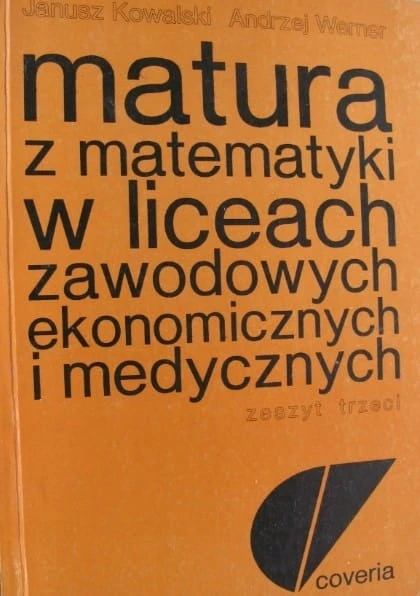 Janusz Kowalski Andrzej Werner
matura
z matematyki
w liceach
zawodowych
ekonomicznych
i medycznych
zeszyt trzeci
coveria